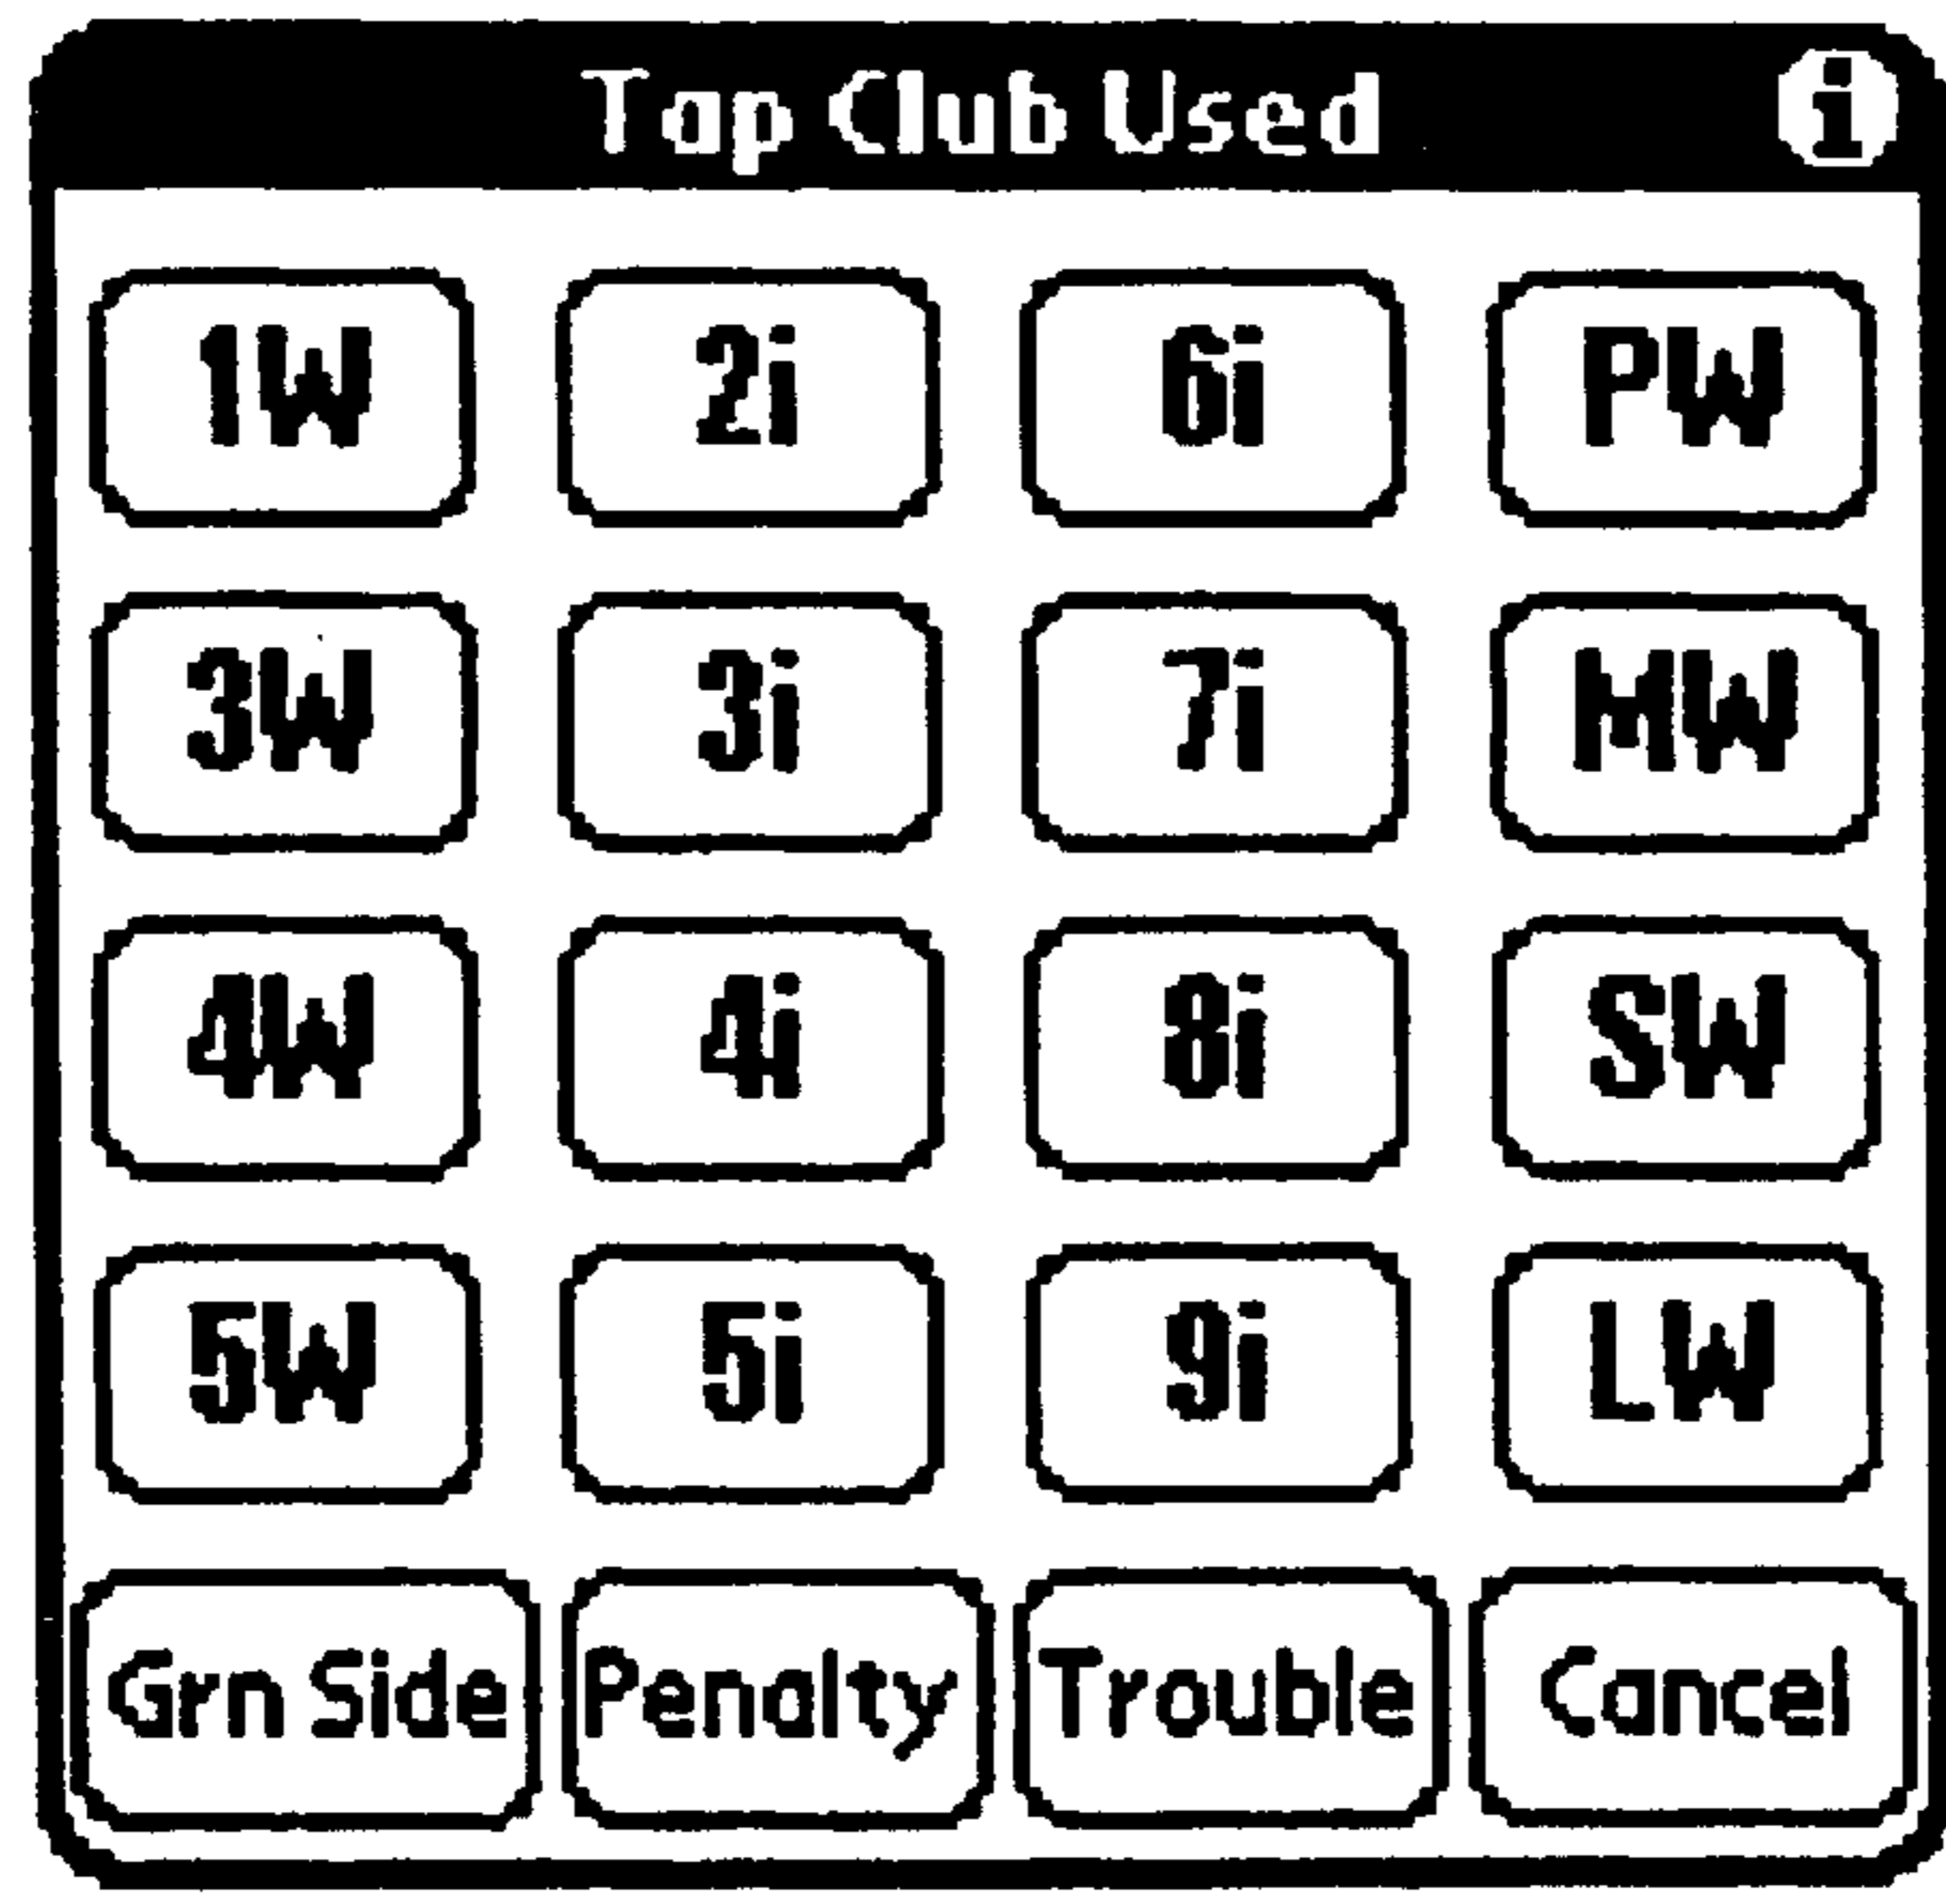 Tap Club Used i
1W 2i 6i PW
3W 3i 7i MW
4W 4i 8i SW
5W 5i 9i LW
Grn Side Penalty Trouble Cancel